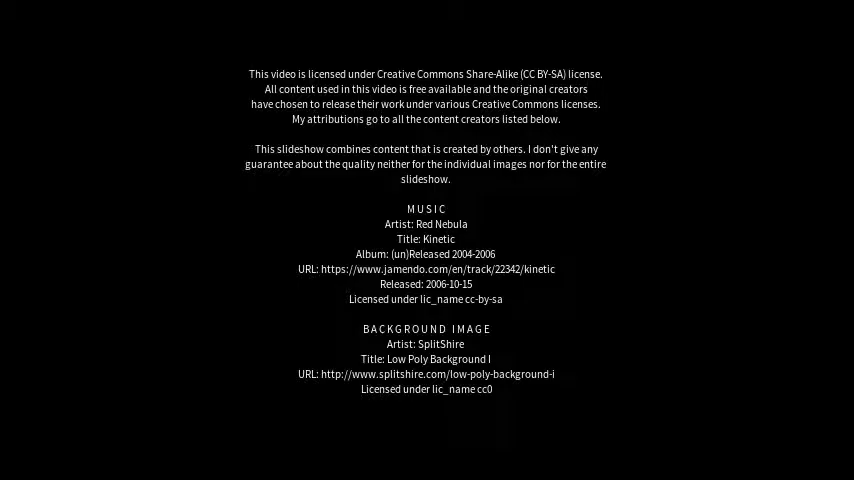 This video is licensed under Creative Commons Share-Alike (CC BY-SA) license.
All content used in this video is free available and the original creators
have chosen to release their work under various Creative Commons licenses.
My attributions go to all the content creators listed below.
This slideshow combines content that is created by others. I don't give any
guarantee about the quality neither for the individual images nor for the entire
slideshow.
MUSIC
Artist: Red Nebula
Title: Kinetic
Album: (un)Released 2004-2006
URL: https://www.jamendo.com/en/track/22342/kinetic
Released: 2006-10-15
Licensed under lic_name cc-by-sa
BACKGROUND IMAGE
Artist: SplitShire
Title: Low Poly Background I
URL: http://www.splitshire.com/low-poly-background-i
Licensed under lic_name cc0